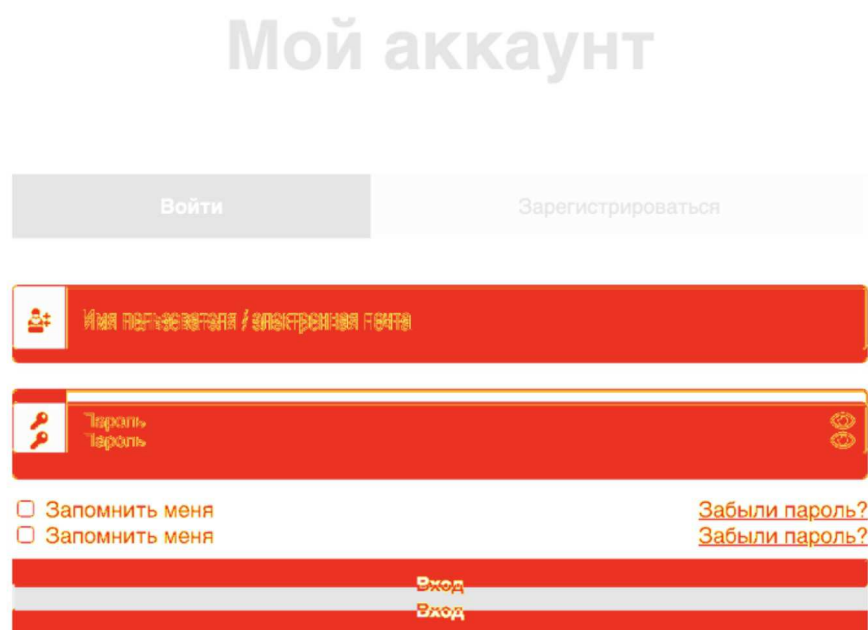 Мой аккаунт
Войти
Зарегистрироваться
Имя пользователя / электронная почта
Пароль
Пароль
Запомнить меня
Забыли пароль?
Запомнить меня
Забыли пароль?
Вход
Вход